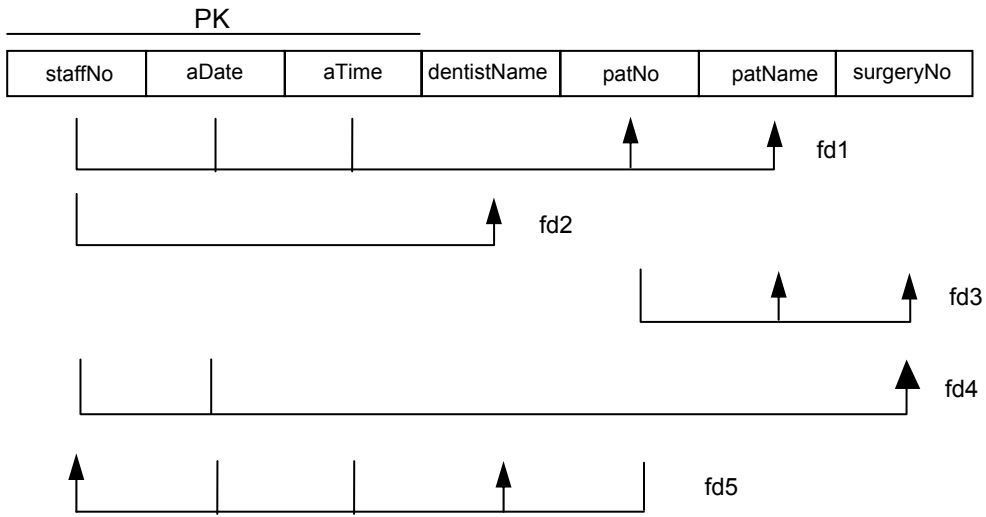 PK
staffNo aDate aTime dentistName patNo patName surgeryNo
fd1
fd2
fd3
fd4
fd5